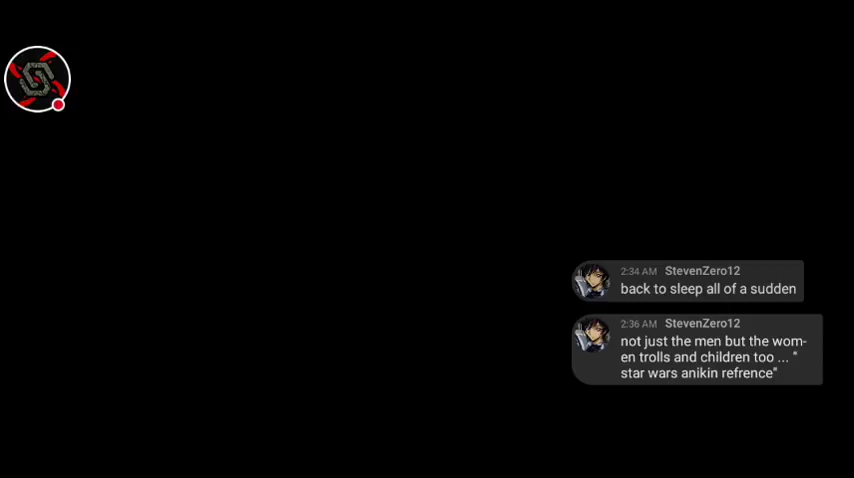 2:34 AM StevenZero12
back to sleep all of a sudden
2:36 AM StevenZero12
not just the men but the wom-
en trolls and children too ... "
star wars anikin refrence"